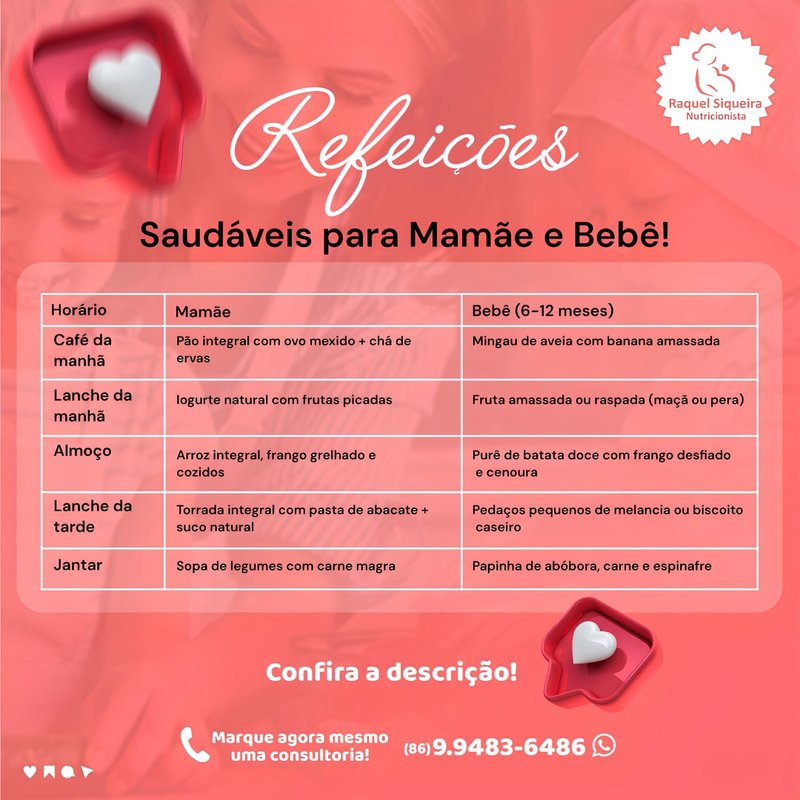 Raquel Siqueira
Nutricionista
Refeições
Saudáveis para Mamãe e Bebê!
Horário
Mamãe
Bebê (6-12 meses)
Café da
manhã
Pão integral com ovo mexido + chá de
ervas
Mingau de aveia com banana amassada
Lanche da
manhã
Iogurte natural com frutas picadas
Fruta amassada ou raspada (maçã ou pera)
Almoço
Arroz integral, frango grelhado e
cozidos
Purê de batata doce com frango desfiado
e cenoura
Lanche da
tarde
Torrada integral com pasta de abacate +
suco natural
Pedaços pequenos de melancia ou biscoito
caseiro
Jantar
Sopa de legumes com carne magra
Papinha de abóbora, carne e espinafre
Confira a descrição!
Marque agora mesmo
uma consultoria!
(86) 9.9483-6486